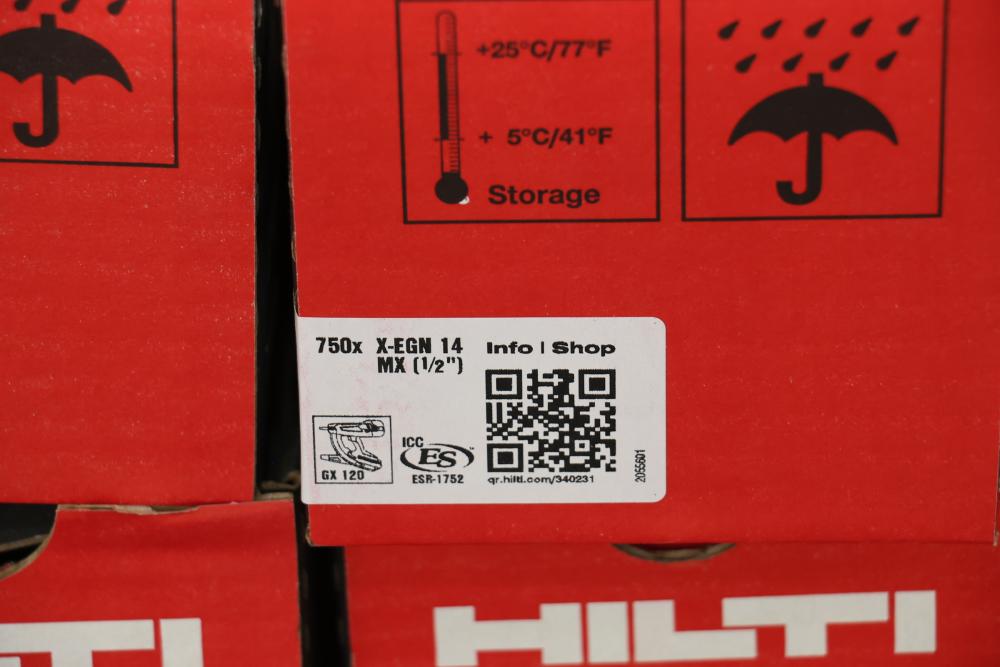 +25°C/77°F
+ 5°C/41°F
Storage
750x X-EGN 14
MX (1/2")
Info | Shop
GX 120
ICC
ES
ESR-1752
qr.hilti.com/340231
2055601
HILTI
LTI